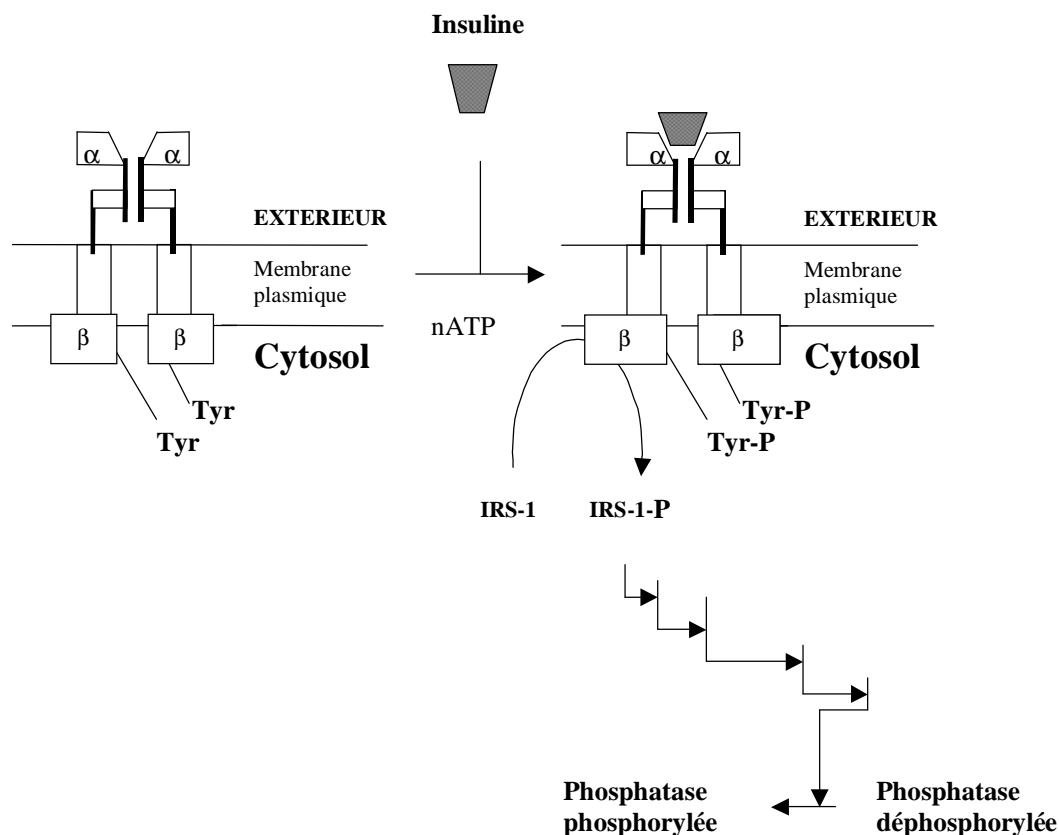 Insuline
α α
α α
EXTERIEUR
EXTERIEUR
Membrane
plasmique
Membrane
plasmique
nATP
β β
β β
Cytosol
Cytosol
Tyr
Tyr
Tyr-P
Tyr-P
IRS-1 IRS-1-P
Phosphatase
phosphorylée
Phosphatase
déphosphorylée